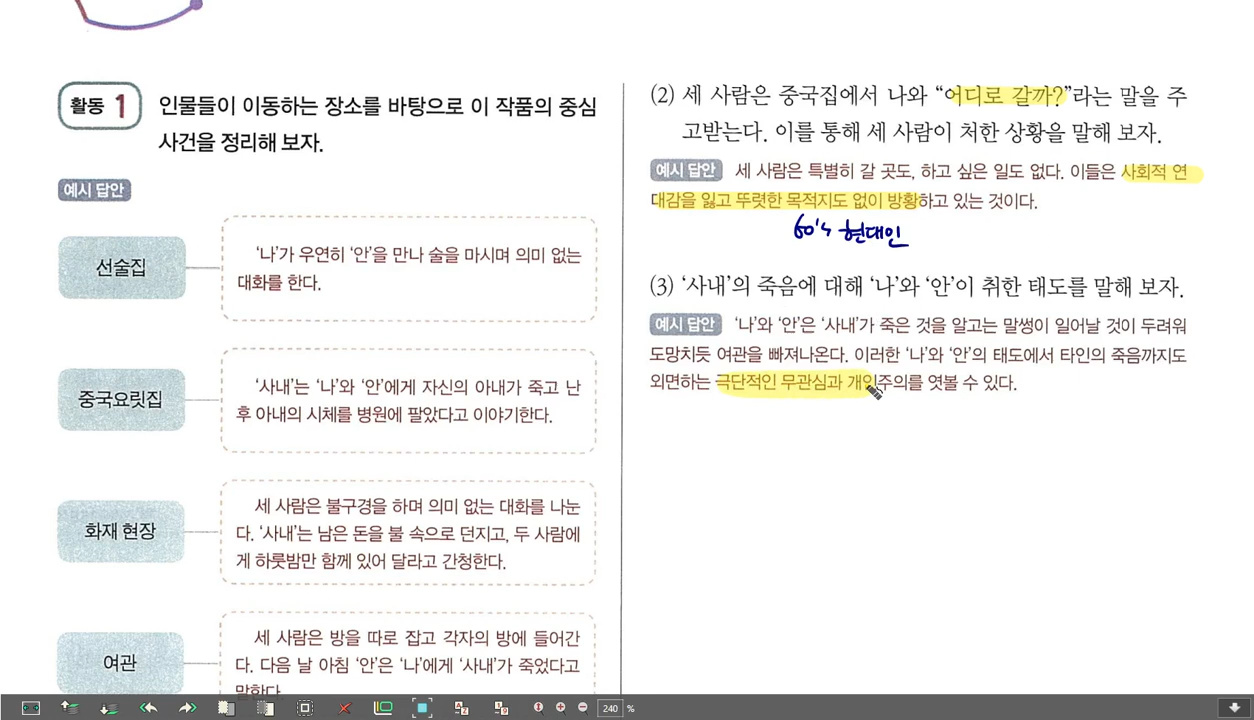 활동 1
인물들이 이동하는 장소를 바탕으로 이 작품의 중심
사건을 정리해 보자.
예시 답안
선술집
‘나’가 우연히 ‘안’을 만나 술을 마시며 의미 없는
대화를 한다.
중국요릿집
‘사내’는 ‘나’와 ‘안’에게 자신의 아내가 죽고 난
후 아내의 시체를 병원에 팔았다고 이야기한다.
화재 현장
세 사람은 불구경을 하며 의미 없는 대화를 나눈
다. ‘사내’는 남은 돈을 불 속으로 던지고, 두 사람에
게 하룻밤만 함께 있어 달라고 간청한다.
여관
세 사람은 방을 따로 잡고 각자의 방에 들어간
다. 다음 날 아침 ‘안’은 ‘나’에게 ‘사내’가 죽었다고
말한다.
(2) 세 사람은 중국집에서 나와 “어디로 갈까?”라는 말을 주
고받는다. 이를 통해 세 사람이 처한 상황을 말해 보자.
예시 답안 세 사람은 특별히 갈 곳도, 하고 싶은 일도 없다. 이들은 사회적 연
대감을 잃고 뚜렷한 목적지도 없이 방황하고 있는 것이다.
60's 현대인
(3) ‘사내’의 죽음에 대해 ‘나’와 ‘안’이 취한 태도를 말해 보자.
예시 답안 ‘나’와 ‘안’은 ‘사내’가 죽은 것을 알고는 말썽이 일어날 것이 두려워
도망치듯 여관을 빠져나온다. 이러한 ‘나’와 ‘안’의 태도에서 타인의 죽음까지도
외면하는 극단적인 무관심과 개인주의를 엿볼 수 있다.
240 %